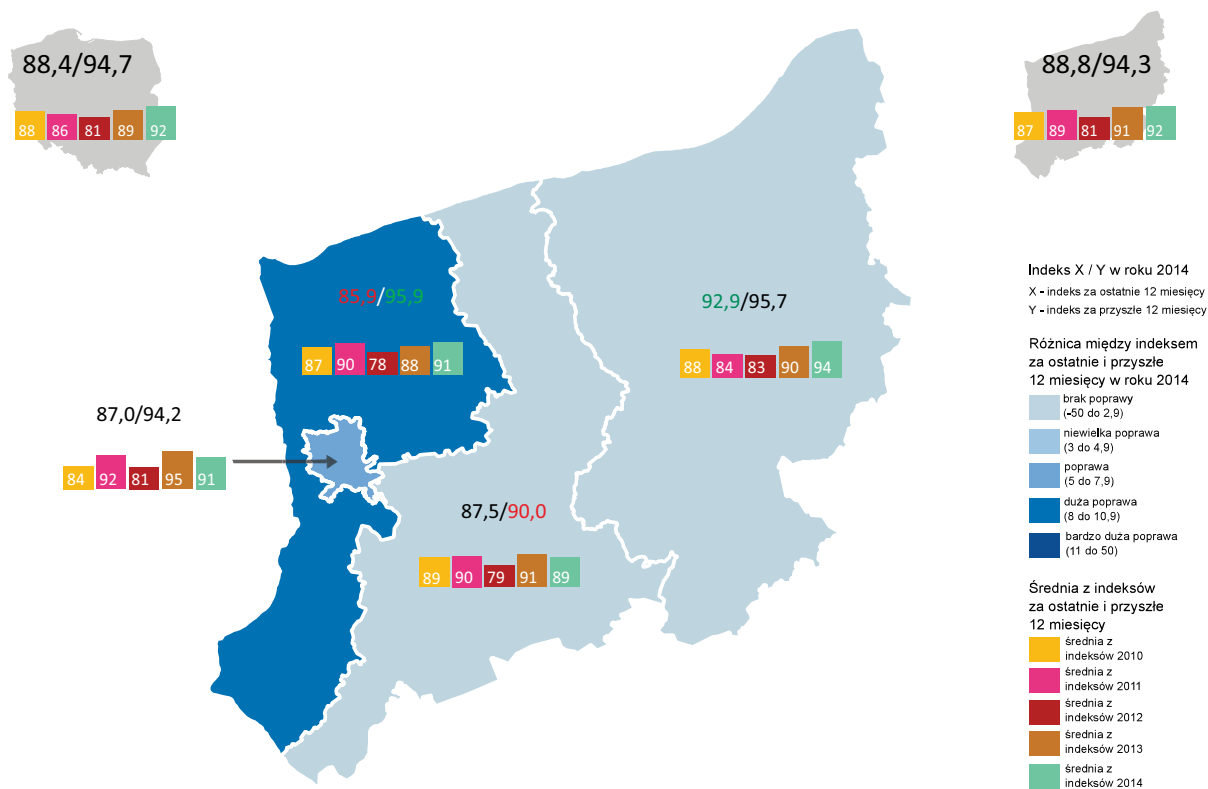 88,4/94,7
88 86 81 89 92
88,8/94,3
87 89 81 91 92
85,9/95,9
87 90 78 88 91
92,9/95,7
88 84 83 90 94
87,0/94,2
84 92 81 95 91
87,5/90,0
89 90 79 91 89
Indeks X / Y w roku 2014
X - indeks za ostatnie 12 miesięcy
Y - indeks za przyszłe 12 miesięcy
Różnica między indeksem
za ostatnie i przyszłe
12 miesięcy w roku 2014
brak poprawy
(-50 do 2,9)
niewielka poprawa
(3 do 4,9)
poprawa
(5 do 7,9)
duża poprawa
(8 do 10,9)
bardzo duża poprawa
(11 do 50)
Średnia z indeksów
za ostatnie i przyszłe
12 miesięcy
średnia z
indeksów 2010
średnia z
indeksów 2011
średnia z
indeksów 2012
średnia z
indeksów 2013
średnia z
indeksów 2014